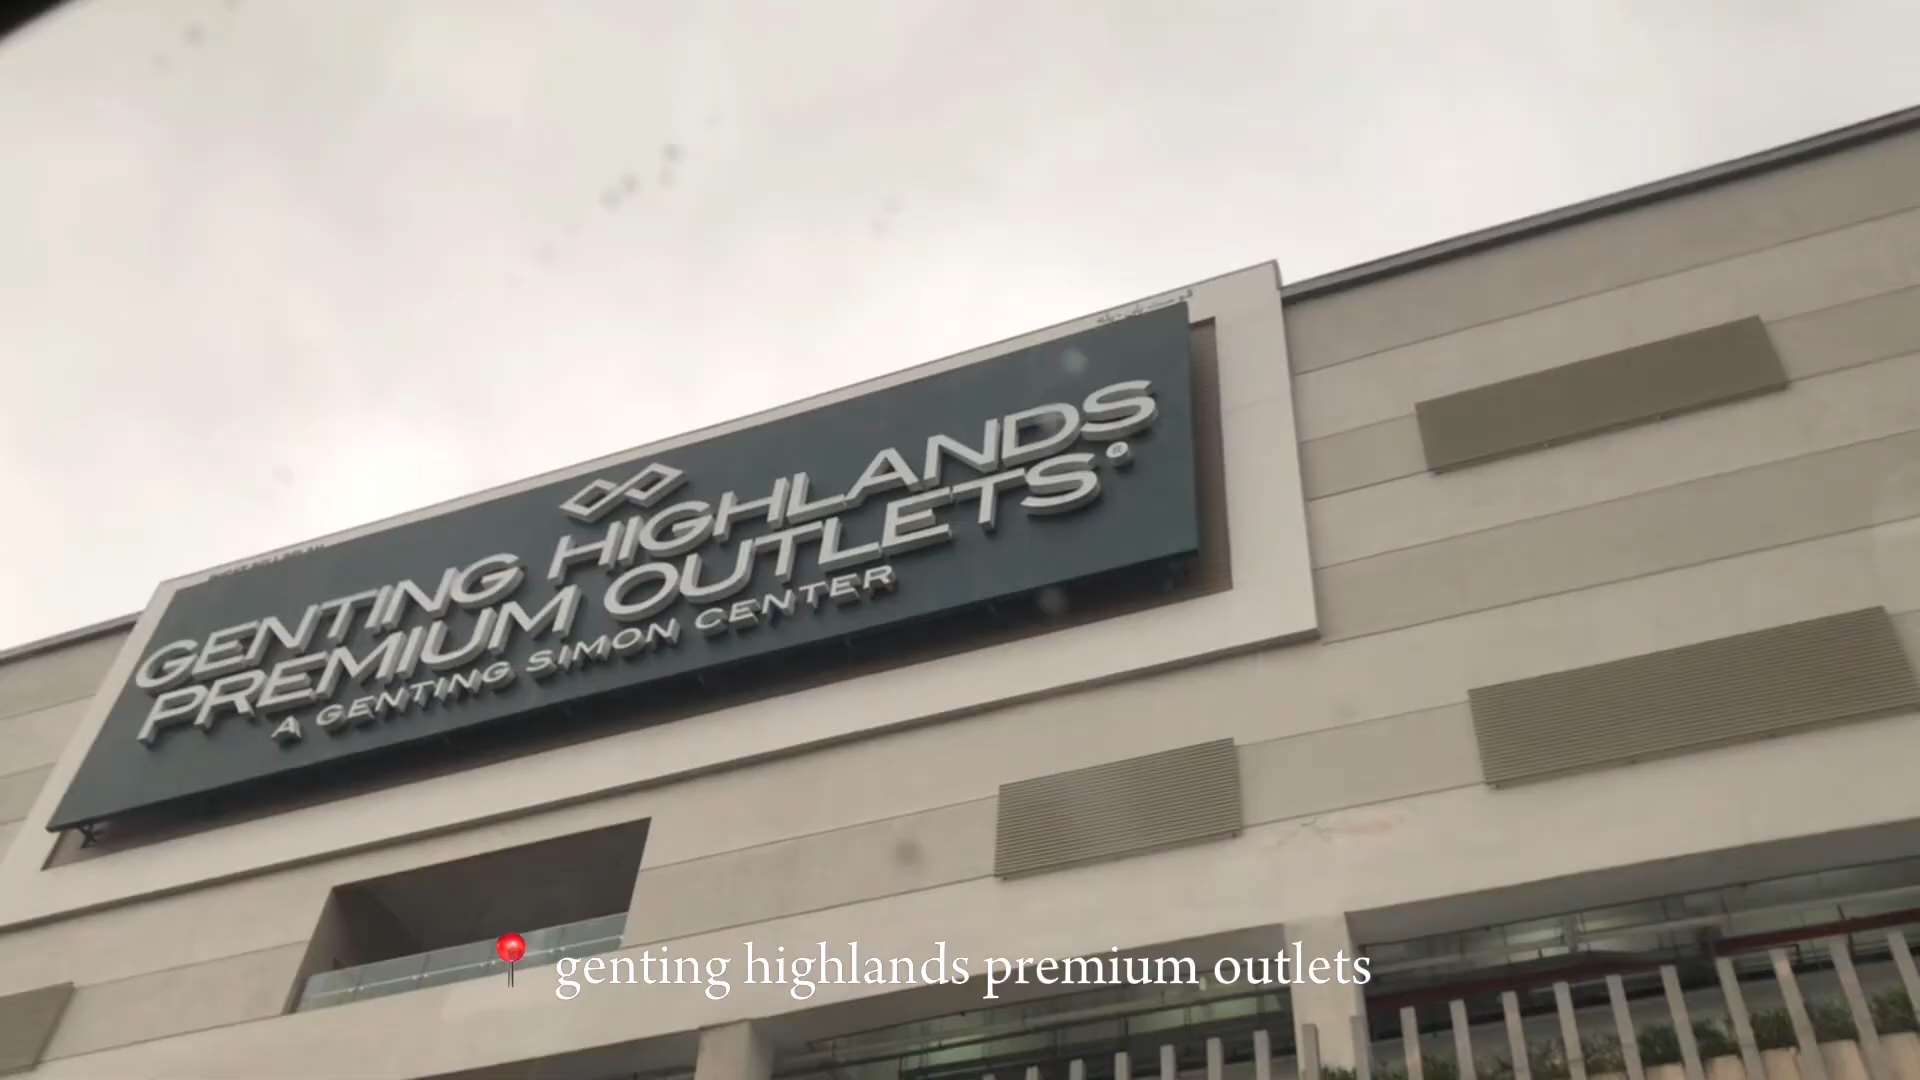 GENTING HIGHLANDS
PREMIUM OUTLETS®
A GENTING SIMON CENTER
genting highlands premium outlets